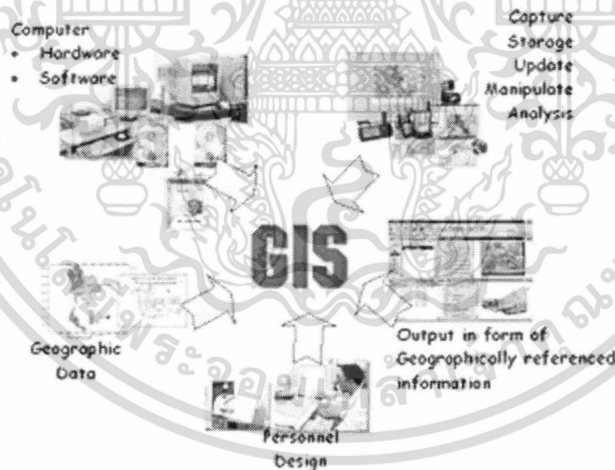 Computer
• Hardware
• Software
Capture
Storage
Update
Manipulate
Analysis
GIS
Geographic
Data
Output in form of
Geographically referenced
information
Personnel
Design